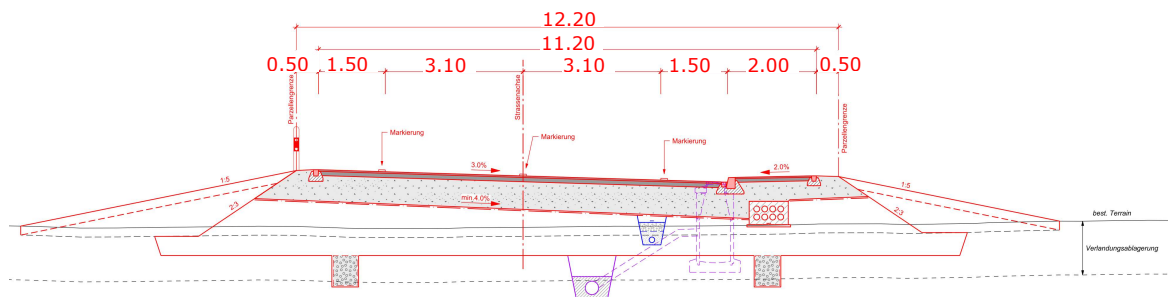 12.20
11.20
0.50 1.50 3.10 3.10 1.50 2.00 0.50
Parzellengrenze
Strassenachse
Parzellengrenze
Markierung
Markierung
Markierung
3.0%
2.0%
1:5
1:5
min.4.0%
2:3
2:3
best. Terrain
Verlandungsablagerung